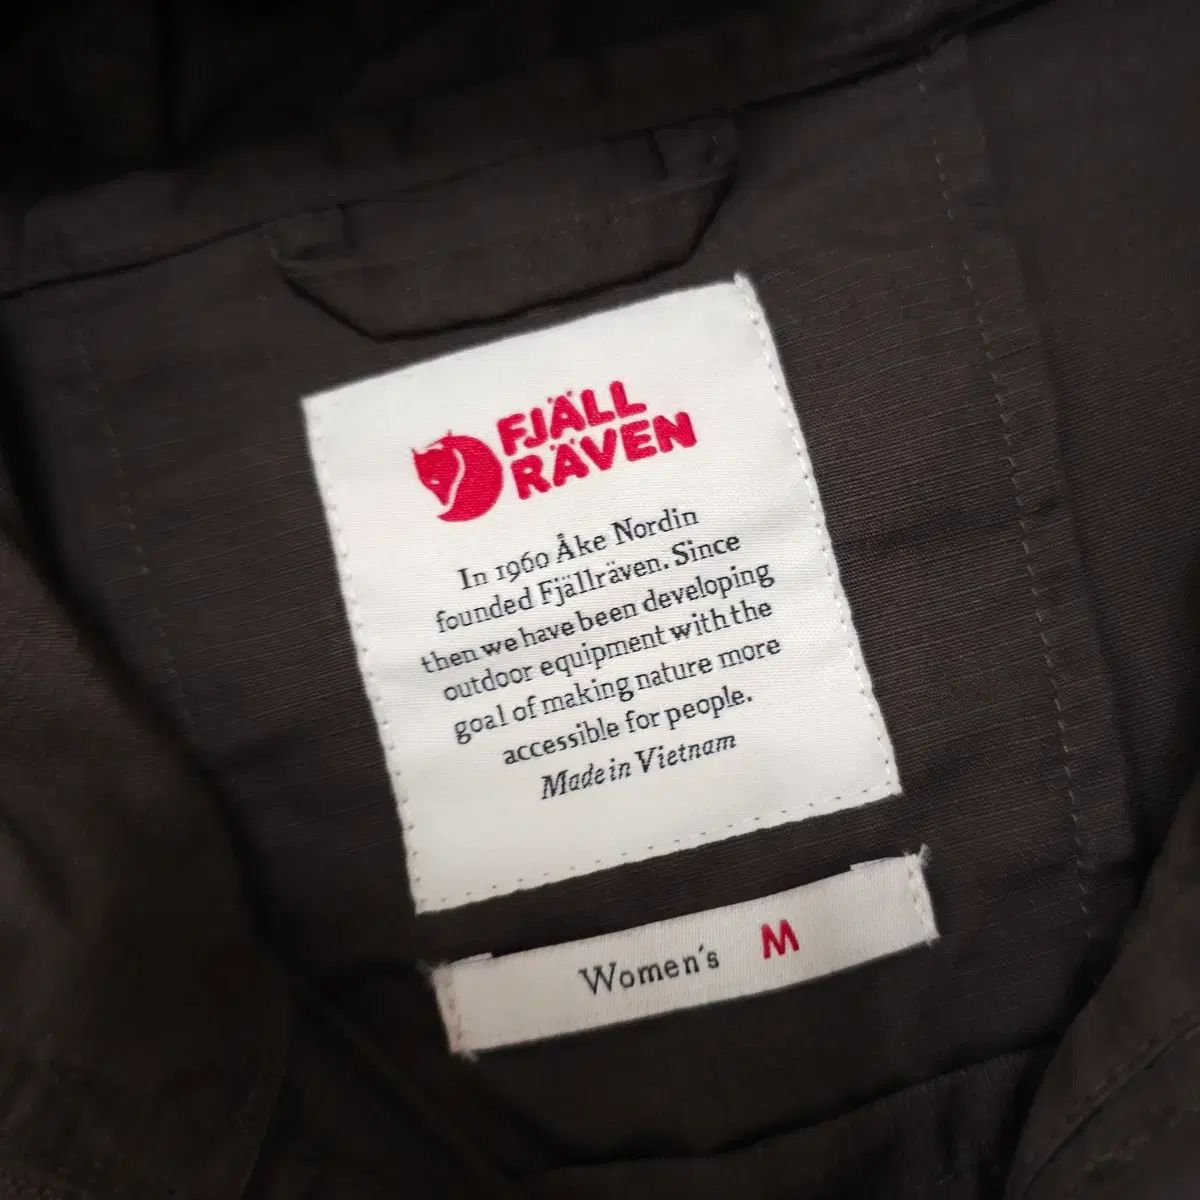 FJÄLL
RÄVEN
In 1960 Åke Nordin
founded Fjällräven. Since
then we have been developing
outdoor equipment with the
goal of making nature more
accessible for people.
Made in Vietnam
Women's M